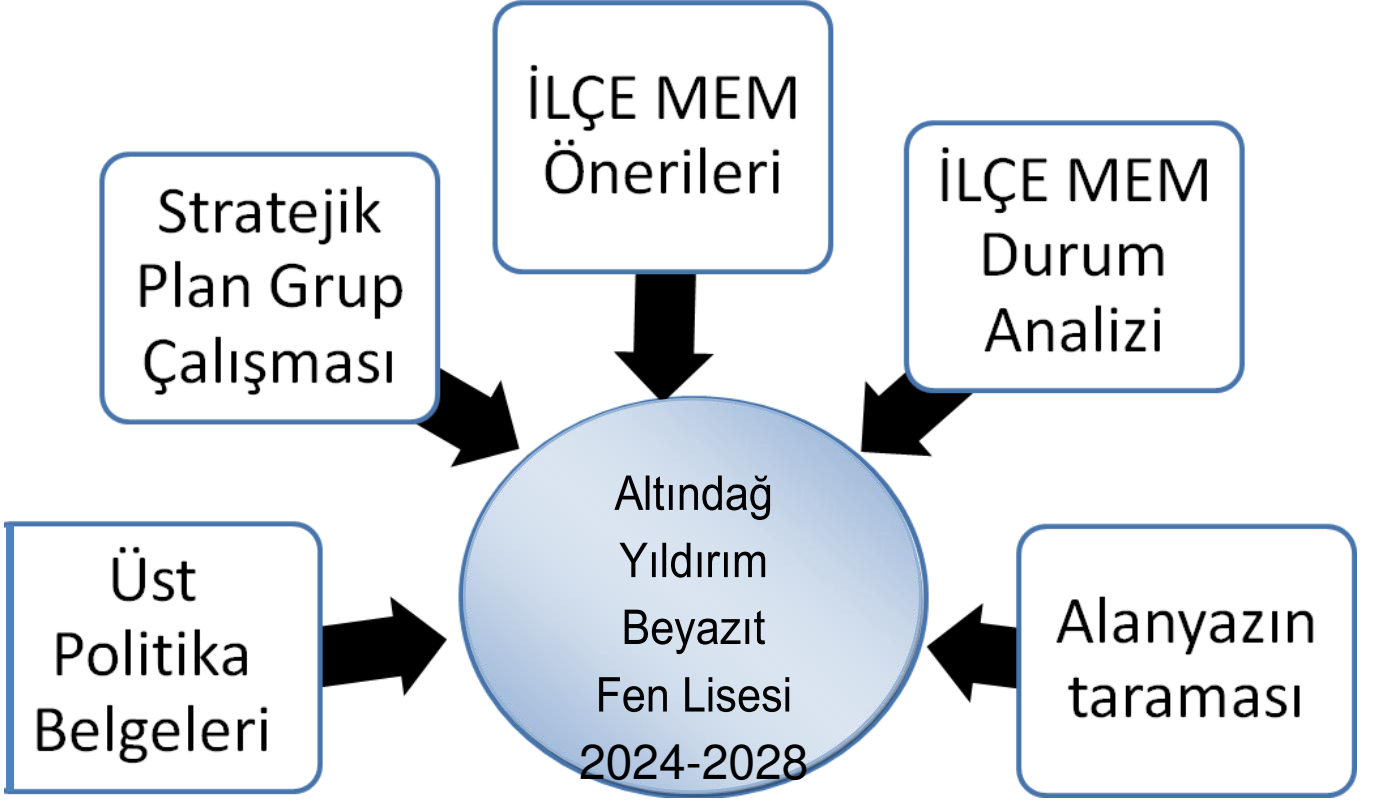 İLÇE MEM
Önerileri
Stratejik
Plan Grup
Çalışması
İLÇE MEM
Durum
Analizi
Üst
Politika
Belgeleri
Altındağ
Yıldırım
Beyazıt
Fen Lisesi
2024-2028
Alanyazın
taraması